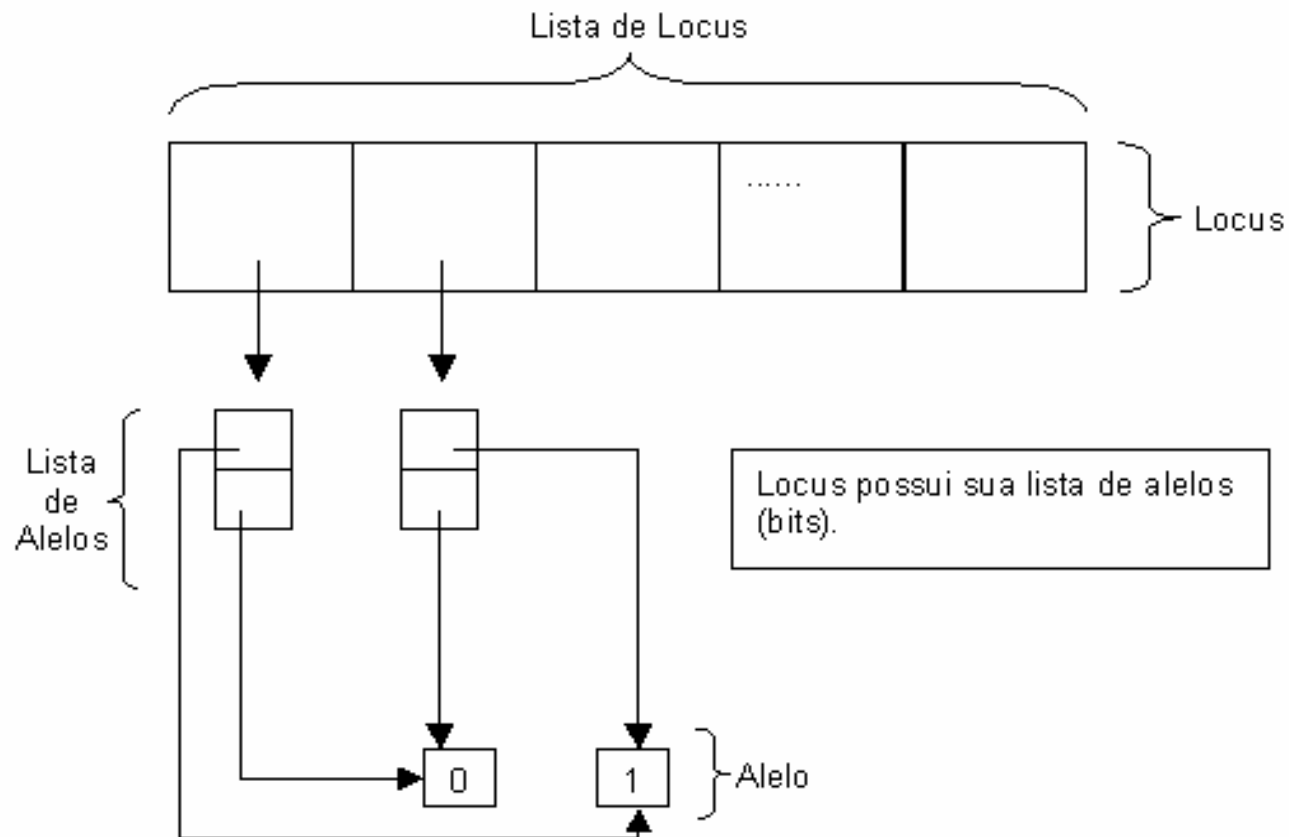 Lista de Locus
......
Locus
Lista
de
Alelos
Locus possui sua lista de alelos
(bits).
0
1
Alelo